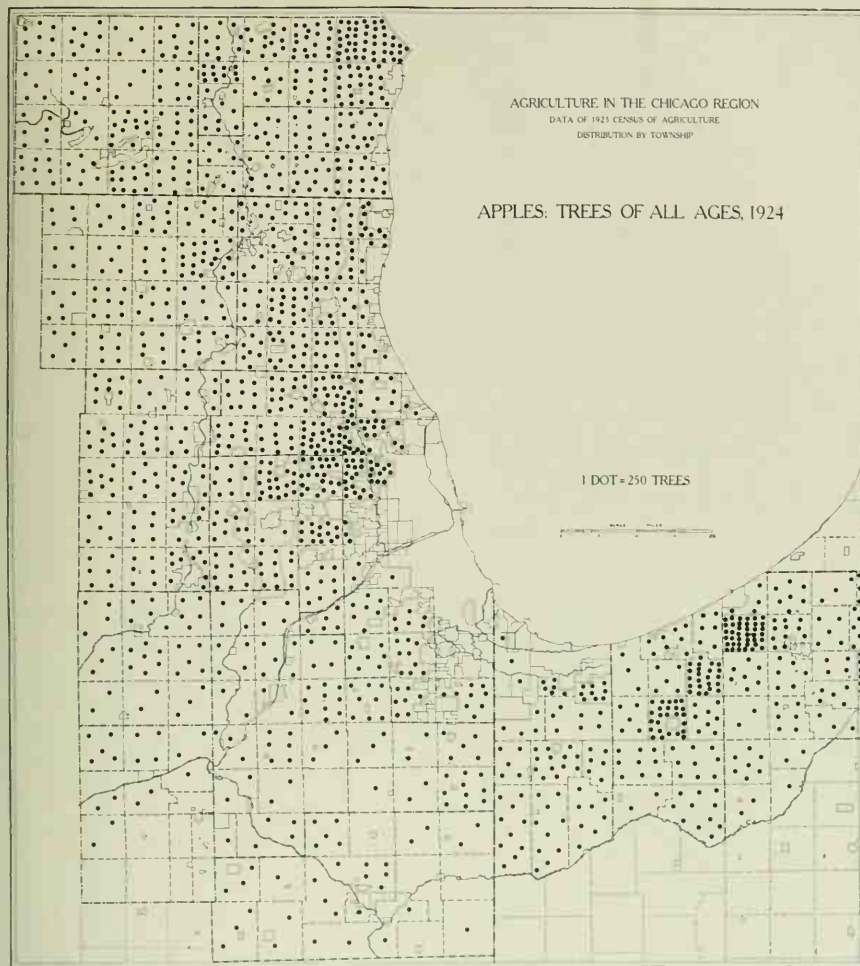 AGRICULTURE IN THE CHICAGO REGION
DATA OF 1925 CENSUS OF AGRICULTURE
DISTRIBUTION BY TOWNSHIP
APPLES: TREES OF ALL AGES, 1924
1 DOT = 250 TREES